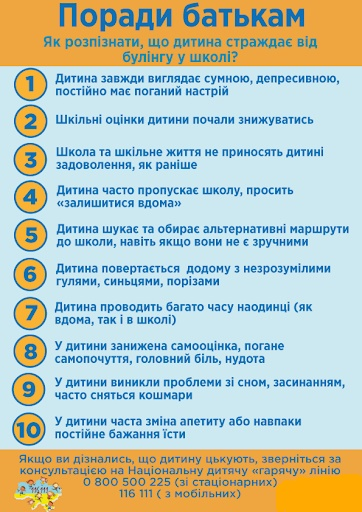 Поради батькам
Як розпізнати, що дитина страждає від
булінгу у школі?
1 Дитина завжди виглядає сумною, депресивною,
постійно має поганий настрій
2 Шкільні оцінки дитини почали знижуватись
3 Школа та шкільне життя не приносять дитині
задоволення, як раніше
4 Дитина часто пропускає школу, просить
«залишитися вдома»
5 Дитина шукає та обирає альтернативні маршрути
до школи, навіть якщо вони не є зручними
6 Дитина повертається додому з незрозумілими
гулями, синьцями, порізами
7 Дитина проводить багато часу наодинці (як
вдома, так і в школі)
8 У дитини занижена самооцінка, погане
самопочуття, головний біль, нудота
9 У дитини виникли проблеми зі сном, засинанням,
часто сняться кошмари
10 У дитини часта зміна апетиту або навпаки
постійне бажання їсти
Якщо ви дізнались, що дитину цькують, зверніться за
консультацією на Національну дитячу «гарячу» лінію
0 800 500 225 (зі стаціонарних)
116 111 ( з мобільних)